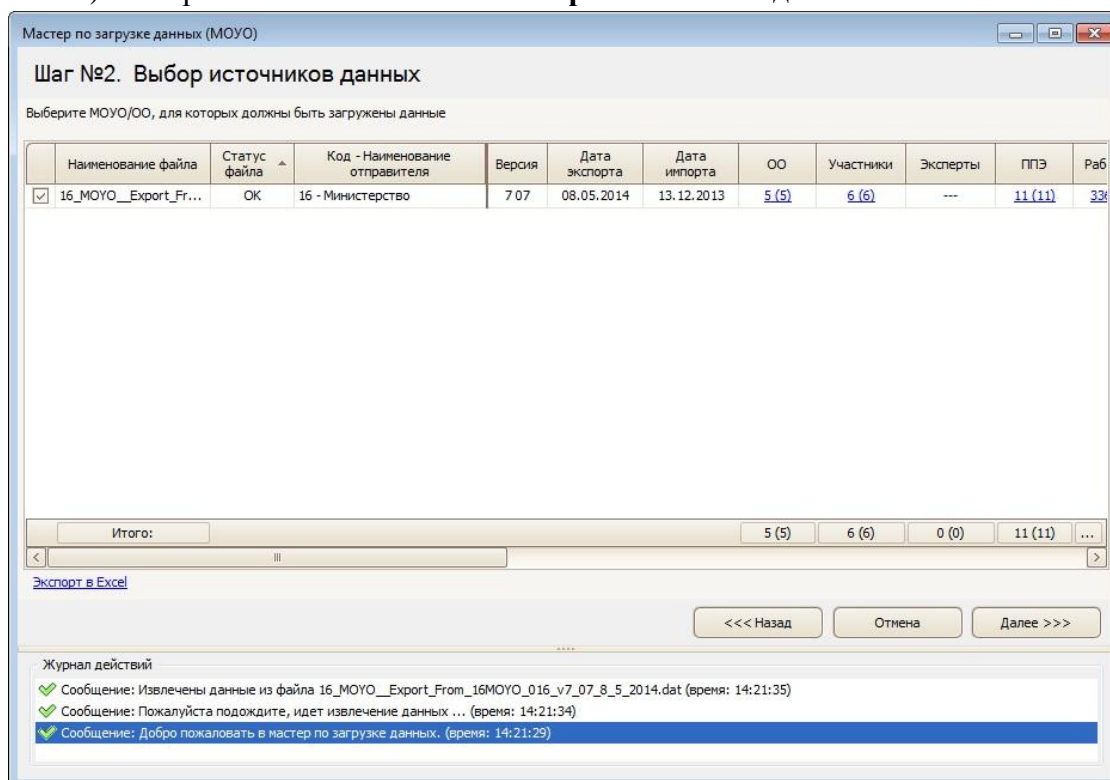 Мастер по загрузке данных (МОУО)
Шаг №2. Выбор источников данных
Выберите МОУО/ОО, для которых должны быть загружены данные
Наименование файла Статус файла Код - Наименование отправителя Версия Дата экспорта Дата импорта ОО Участники Эксперты ППЭ Раб
16_MOYO__Export_Fr... OK 16 - Министерство 7 07 08.05.2014 13.12.2013 5 (5) 6 (6) --- 11 (11) 336
Итого: 5 (5) 6 (6) 0 (0) 11 (11) ...
Экспорт в Excel
<<< Назад Отмена Далее >>>
Журнал действий
Сообщение: Извлечены данные из файла 16_MOYO__Export_From_16MOYO_016_v7_07_8_5_2014.dat (время: 14:21:35)
Сообщение: Пожалуйста подождите, идет извлечение данных ... (время: 14:21:34)
Сообщение: Добро пожаловать в мастер по загрузке данных. (время: 14:21:29)